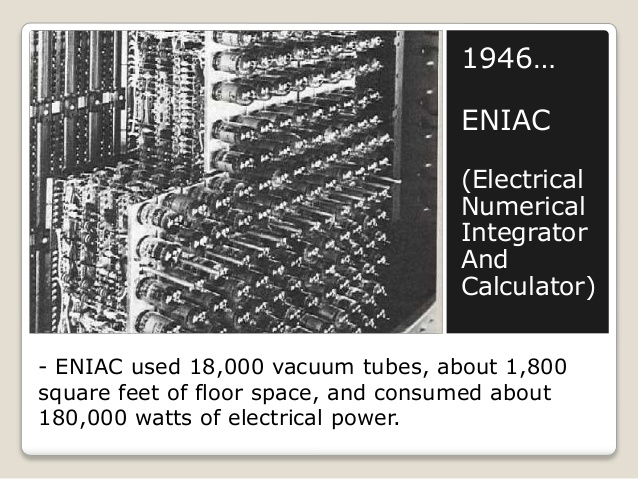 1946…
ENIAC
(Electrical
Numerical
Integrator
And
Calculator)
- ENIAC used 18,000 vacuum tubes, about 1,800
square feet of floor space, and consumed about
180,000 watts of electrical power.